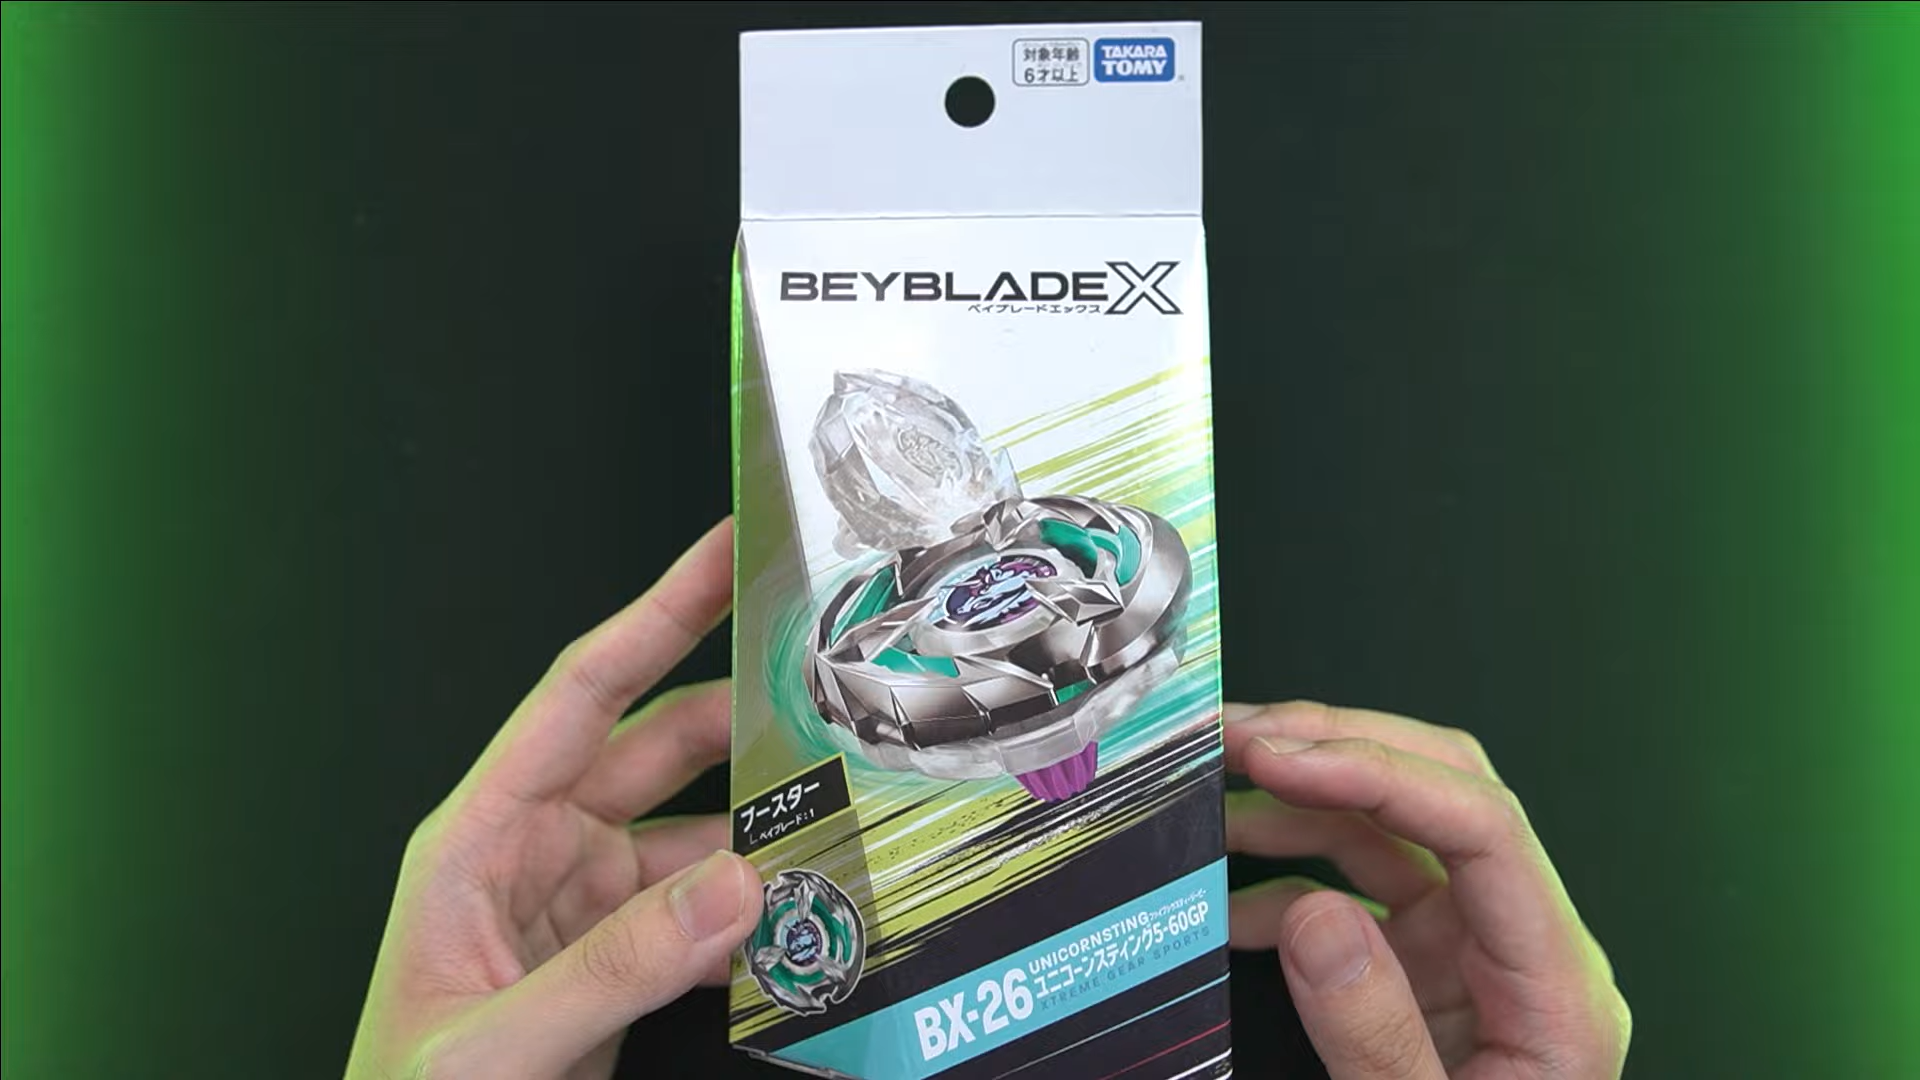 対象年齢
6才以上
TAKARA
TOMY
BEYBLADE X
ベイブレードエックス
ブースター
ベイブレード:1
UNICORNSTING
BX-26 ユニコーンスティング5-60GP
XTREME GEAR SPORTS